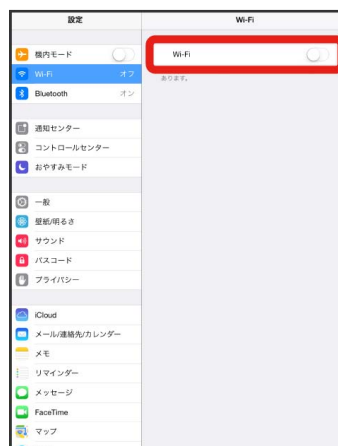 設定
Wi-Fi
機内モード
Wi-Fi オフ
Bluetooth オン
通知センター
コントロールセンター
おやすみモード
一般
壁紙/明るさ
サウンド
パスコード
プライバシー
iCloud
メール/連絡先/カレンダー
メモ
リマインダー
メッセージ
FaceTime
マップ
Wi-Fi
あります。